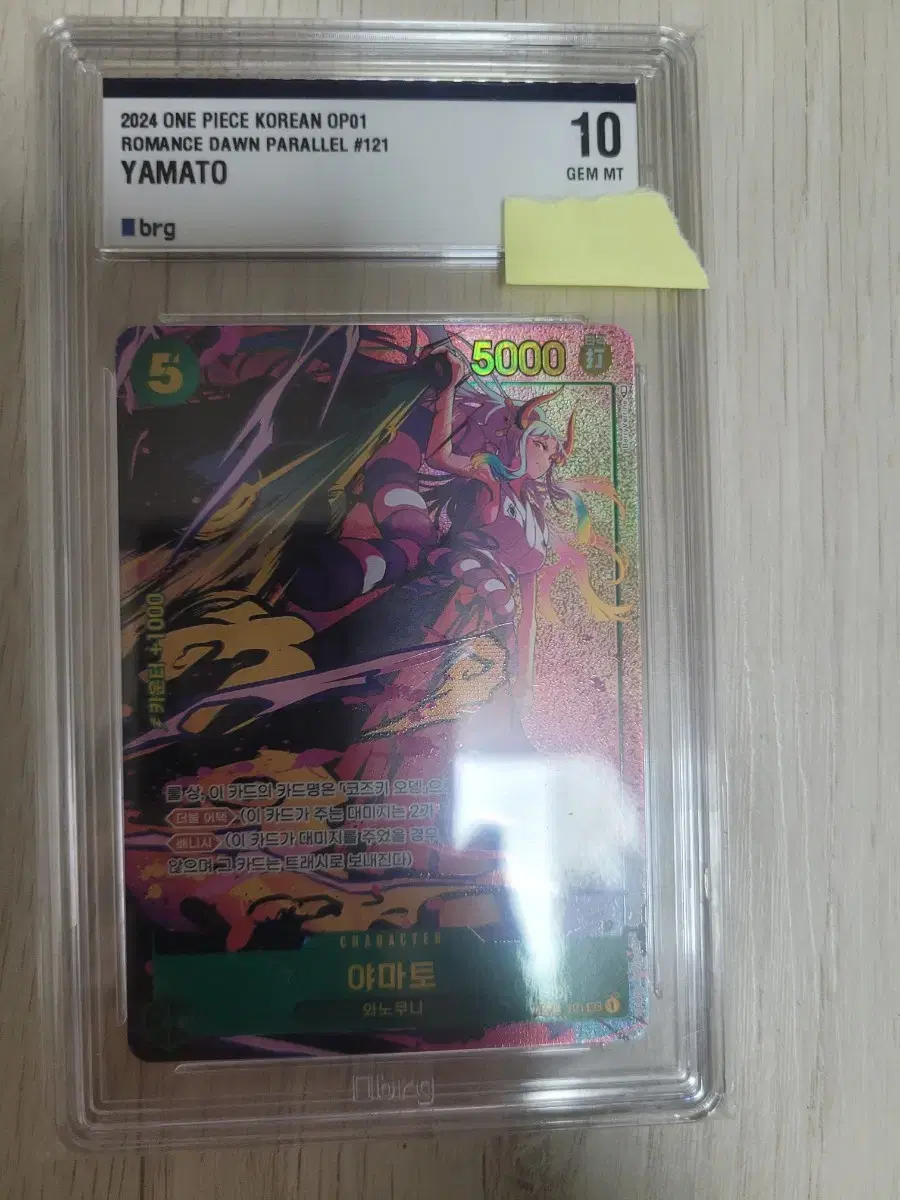 2024 ONE PIECE KOREAN OP01
ROMANCE DAWN PARALLEL #121
YAMATO
10
GEM MT
brg
5
5000
打
카운터 +1000
룰 상, 이 카드의 카드명은 「코즈키 오뎅」으
더블 어택 (이 카드가 주는 대미지는 2가
배니시 (이 카드가 대미지를 주었을 경우
않으며 그 카드는 트래시로 보내진다)
CHARACTER
야마토
와노쿠니
brg